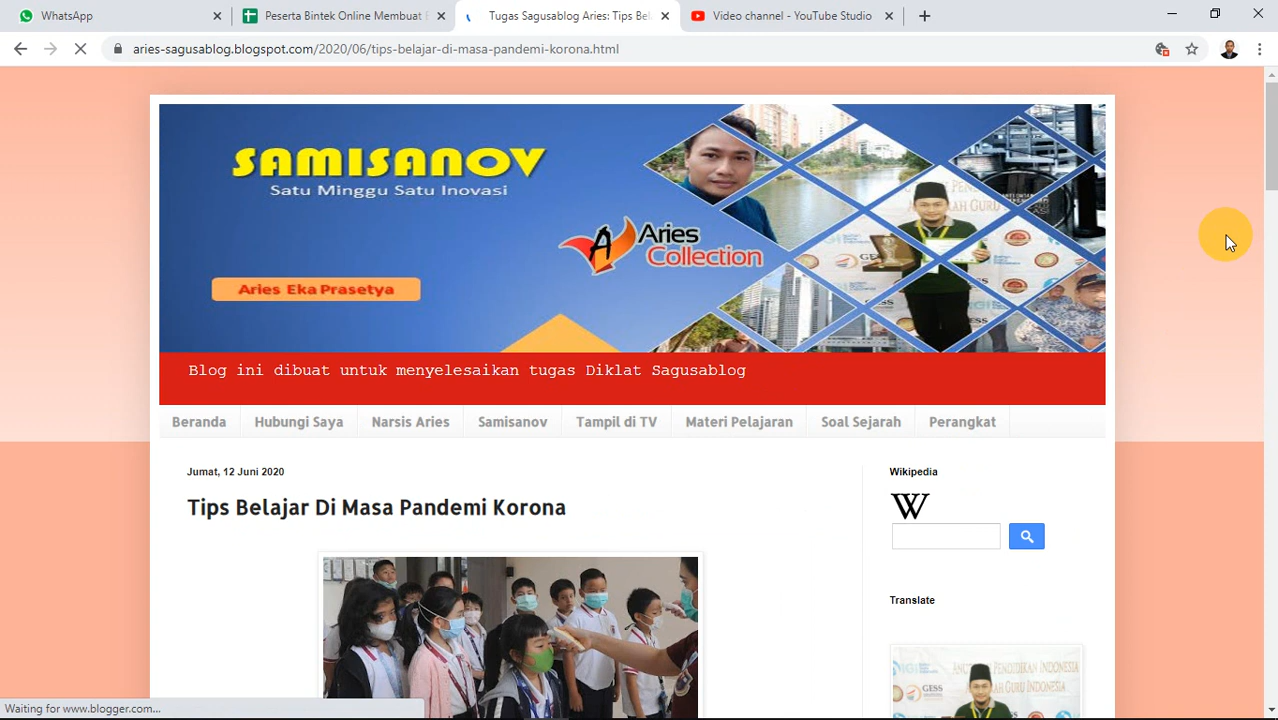 WhatsApp
Peserta Bintek Online Membuat
Tugas Sagusablog Aries: Tips Bel
Video channel - YouTube Studio
aries-sagusablog.blogspot.com/2020/06/tips-belajar-di-masa-pandemi-korona.html
SAMISANOV
Satu Minggu Satu Inovasi
Aries
Collection
Aries Eka Prasetya
Blog ini dibuat untuk menyelesaikan tugas Diklat Sagusablog
Beranda
Hubungi Saya
Narsis Aries
Samisanov
Tampil di TV
Materi Pelajaran
Soal Sejarah
Perangkat
Jumat, 12 Juni 2020
Wikipedia
Tips Belajar Di Masa Pandemi Korona
W
Translate
GESS
Waiting for www.blogger.com...